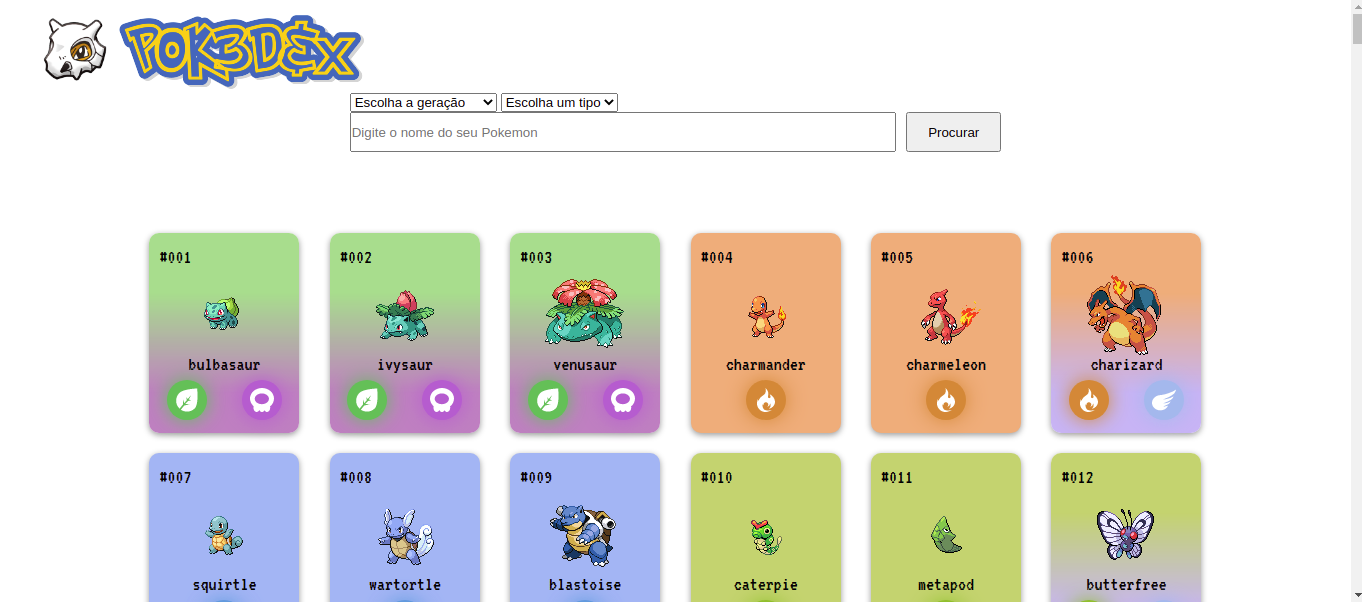 POK3D&X
Escolha a geração Escolha um tipo
Digite o nome do seu Pokemon Procurar
#001 #002 #003 #004 #005 #006
bulbasaur ivysaur venusaur charmander charmeleon charizard
#007 #008 #009 #010 #011 #012
squirtle wartortle blastoise caterpie metapod butterfree